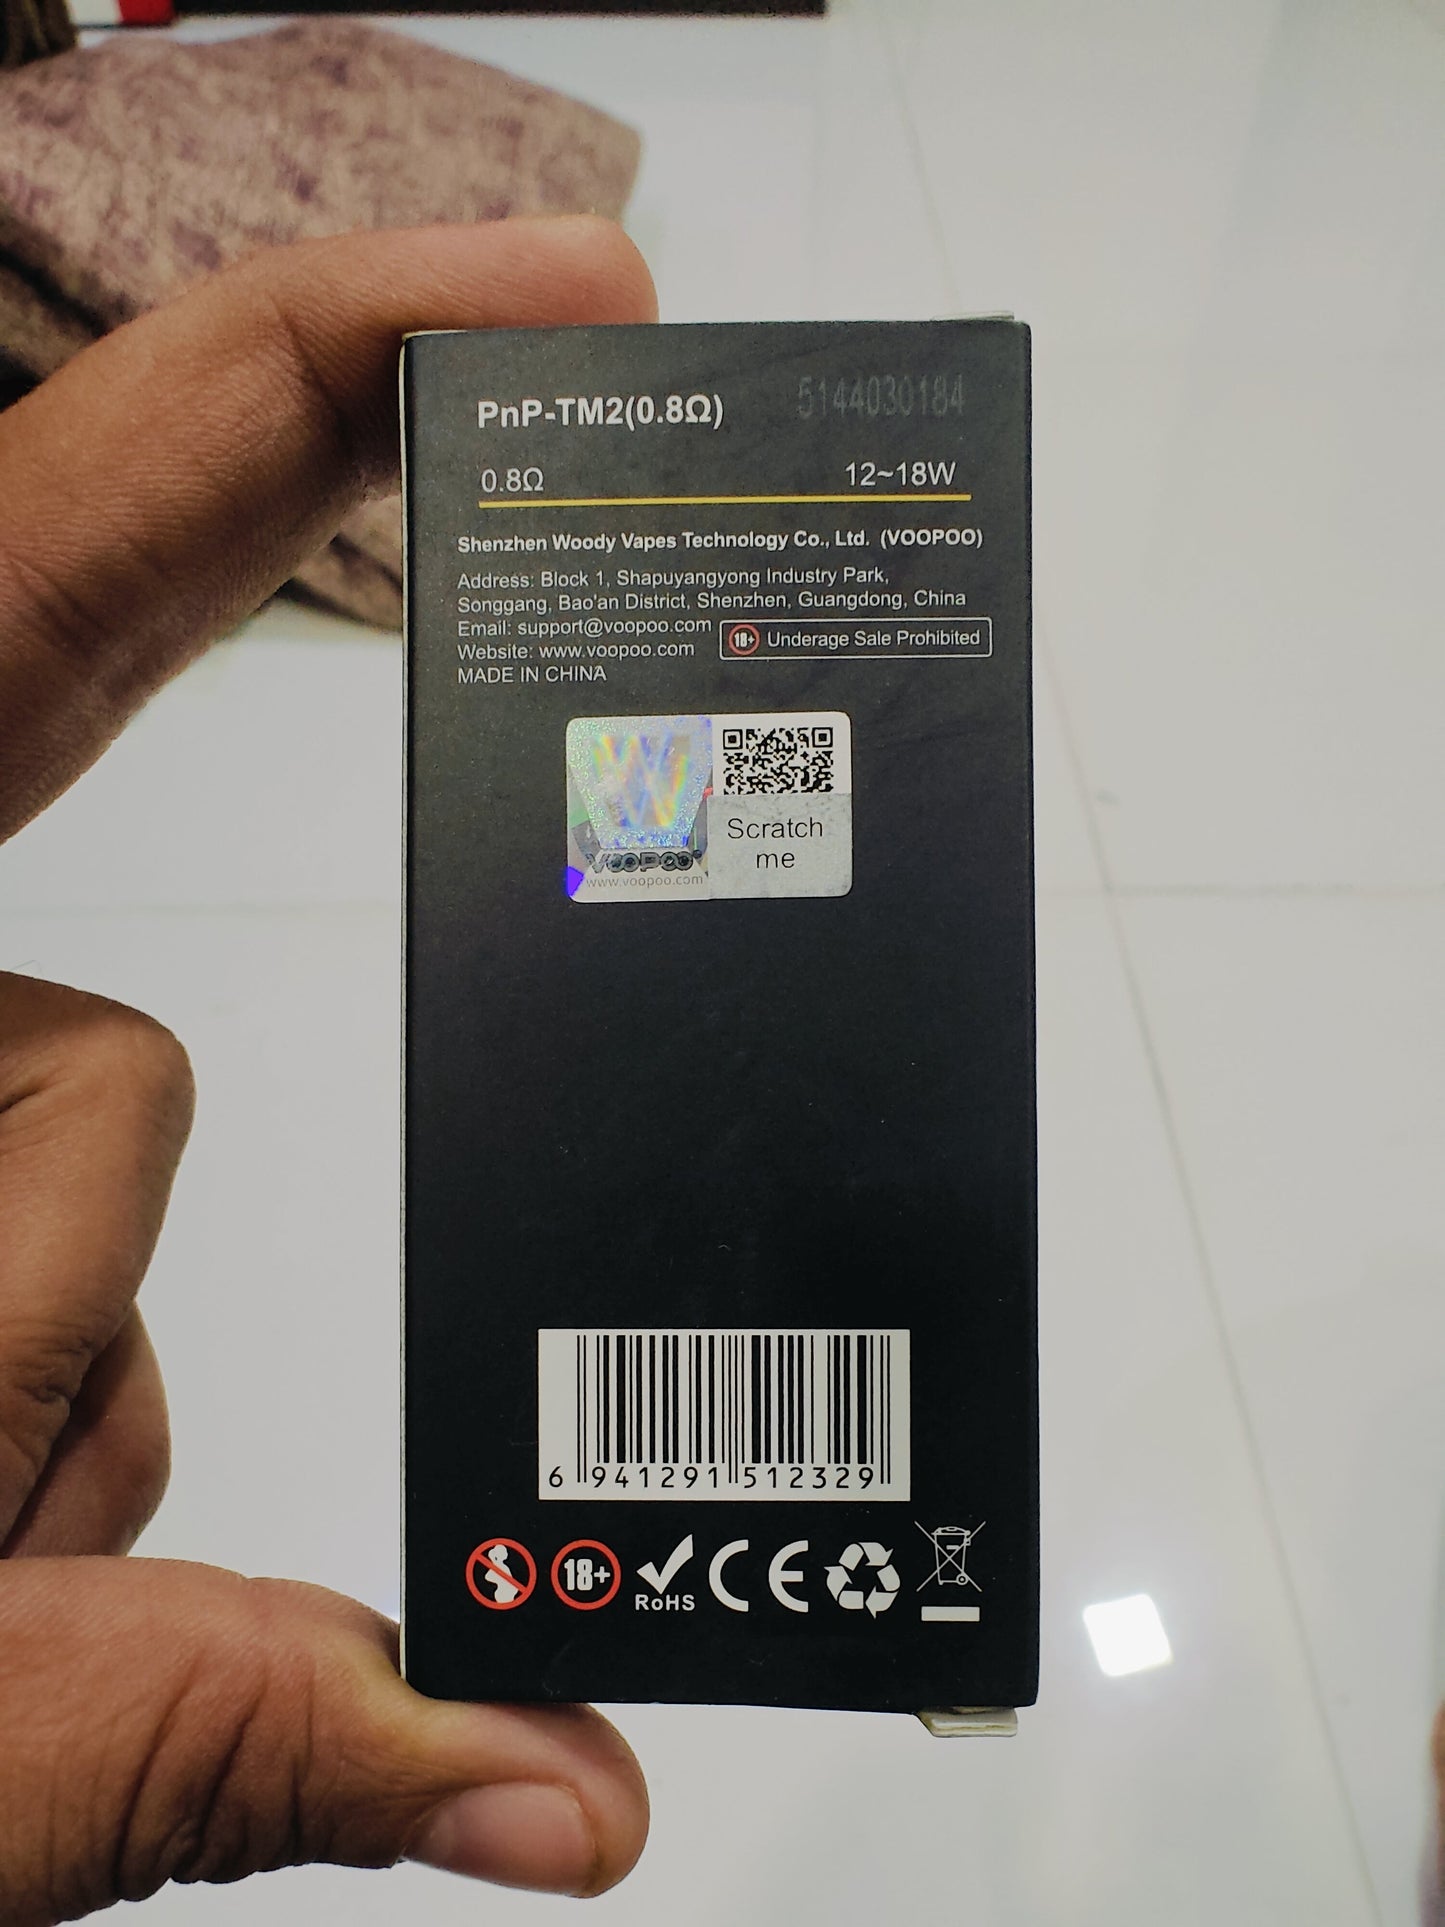 PnP-TM2(0.8Ω) 5144030184
0.8Ω 12~18W
Shenzhen Woody Vapes Technology Co., Ltd. (VOOPOO)
Address: Block 1, Shapuyangyong Industry Park,
Songgang, Bao'an District, Shenzhen, Guangdong, China
Email: support@voopoo.com
Website: www.voopoo.com
18+ Underage Sale Prohibited
MADE IN CHINA
VOOPOO®
www.voopoo.com
Scratch
me
6 941291 512329
18+
RoHS
CE